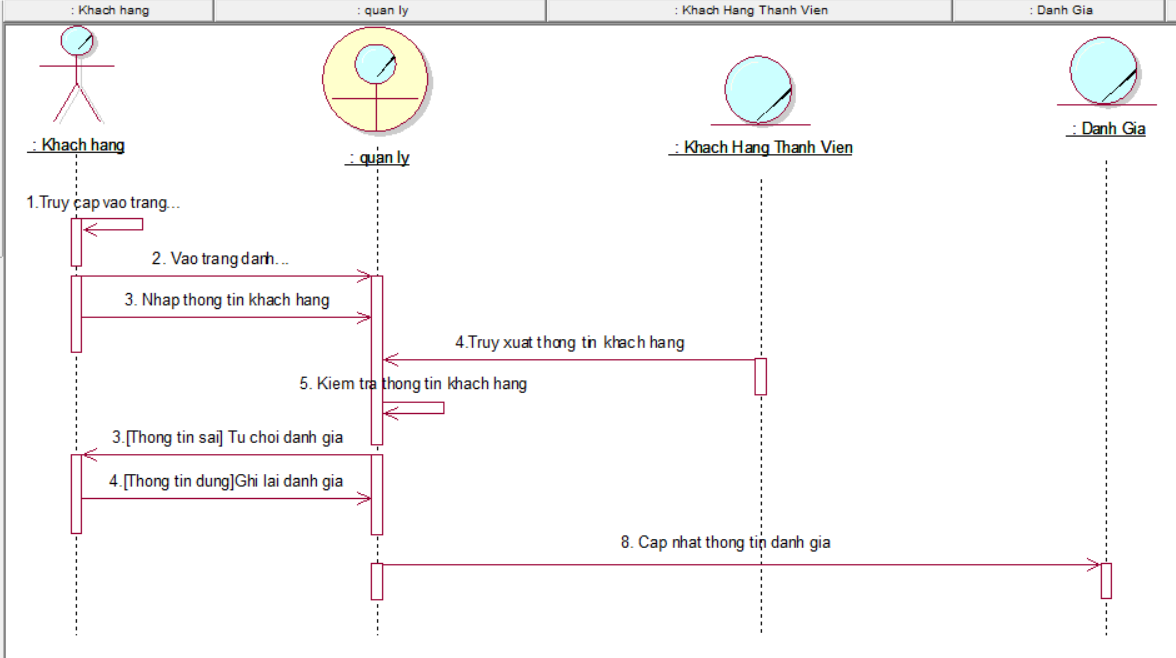 : Khach hang
: quan ly
: Khach Hang Thanh Vien
: Danh Gia
: Khach hang
: quan ly
: Khach Hang Thanh Vien
: Danh Gia
1.Truy cap vao trang...
2. Vao trang danh...
3. Nhap thong tin khach hang
4.Truy xuat thong tin khach hang
5. Kiem tra thong tin khach hang
3.[Thong tin sai] Tu choi danh gia
4.[Thong tin dung]Ghi lai danh gia
8. Cap nhat thong tin danh gia